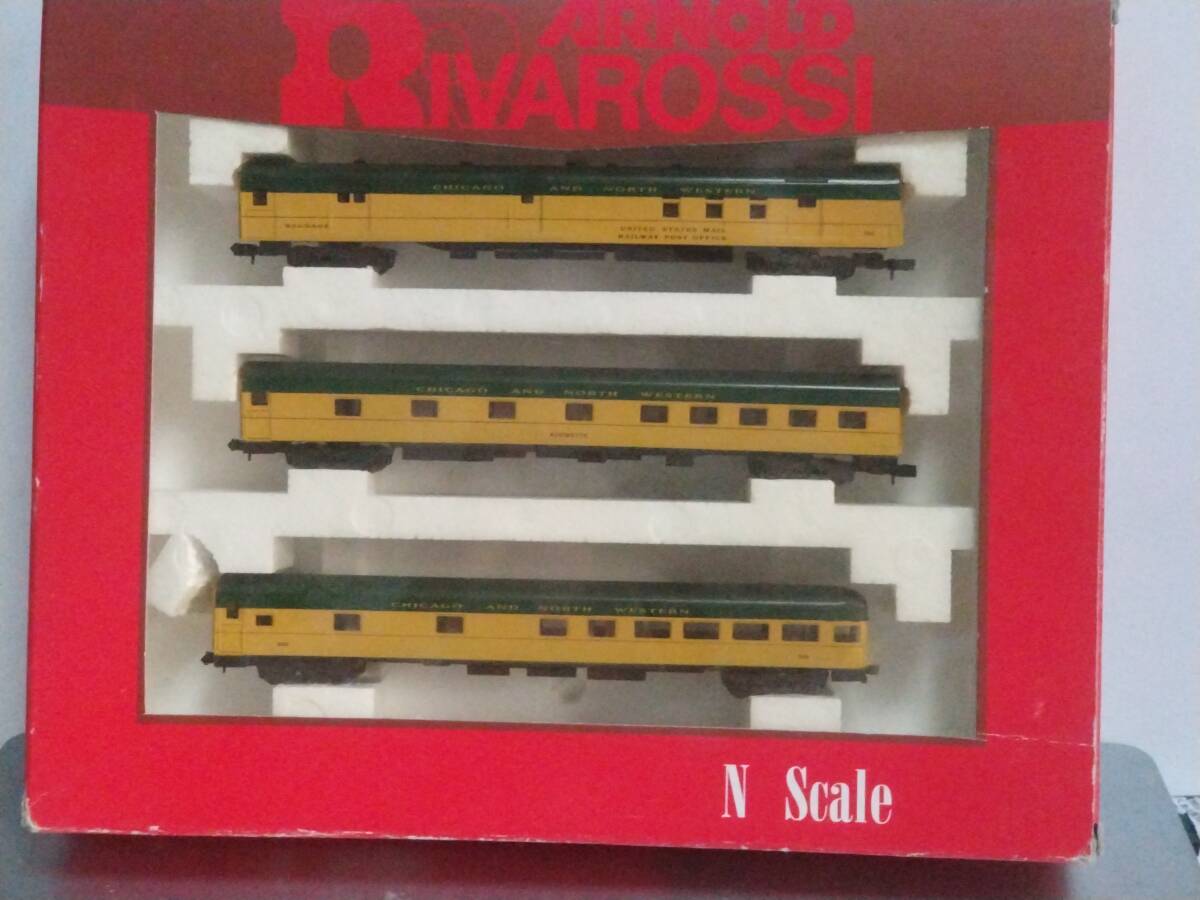 ARNOLD
RIVAROSSI
CHICAGO AND NORTH WESTERN
BAGGAGE
UNITED STATES MAIL
RAILWAY POST OFFICE
CHICAGO AND NORTH WESTERN
CHICAGO AND NORTH WESTERN
N Scale